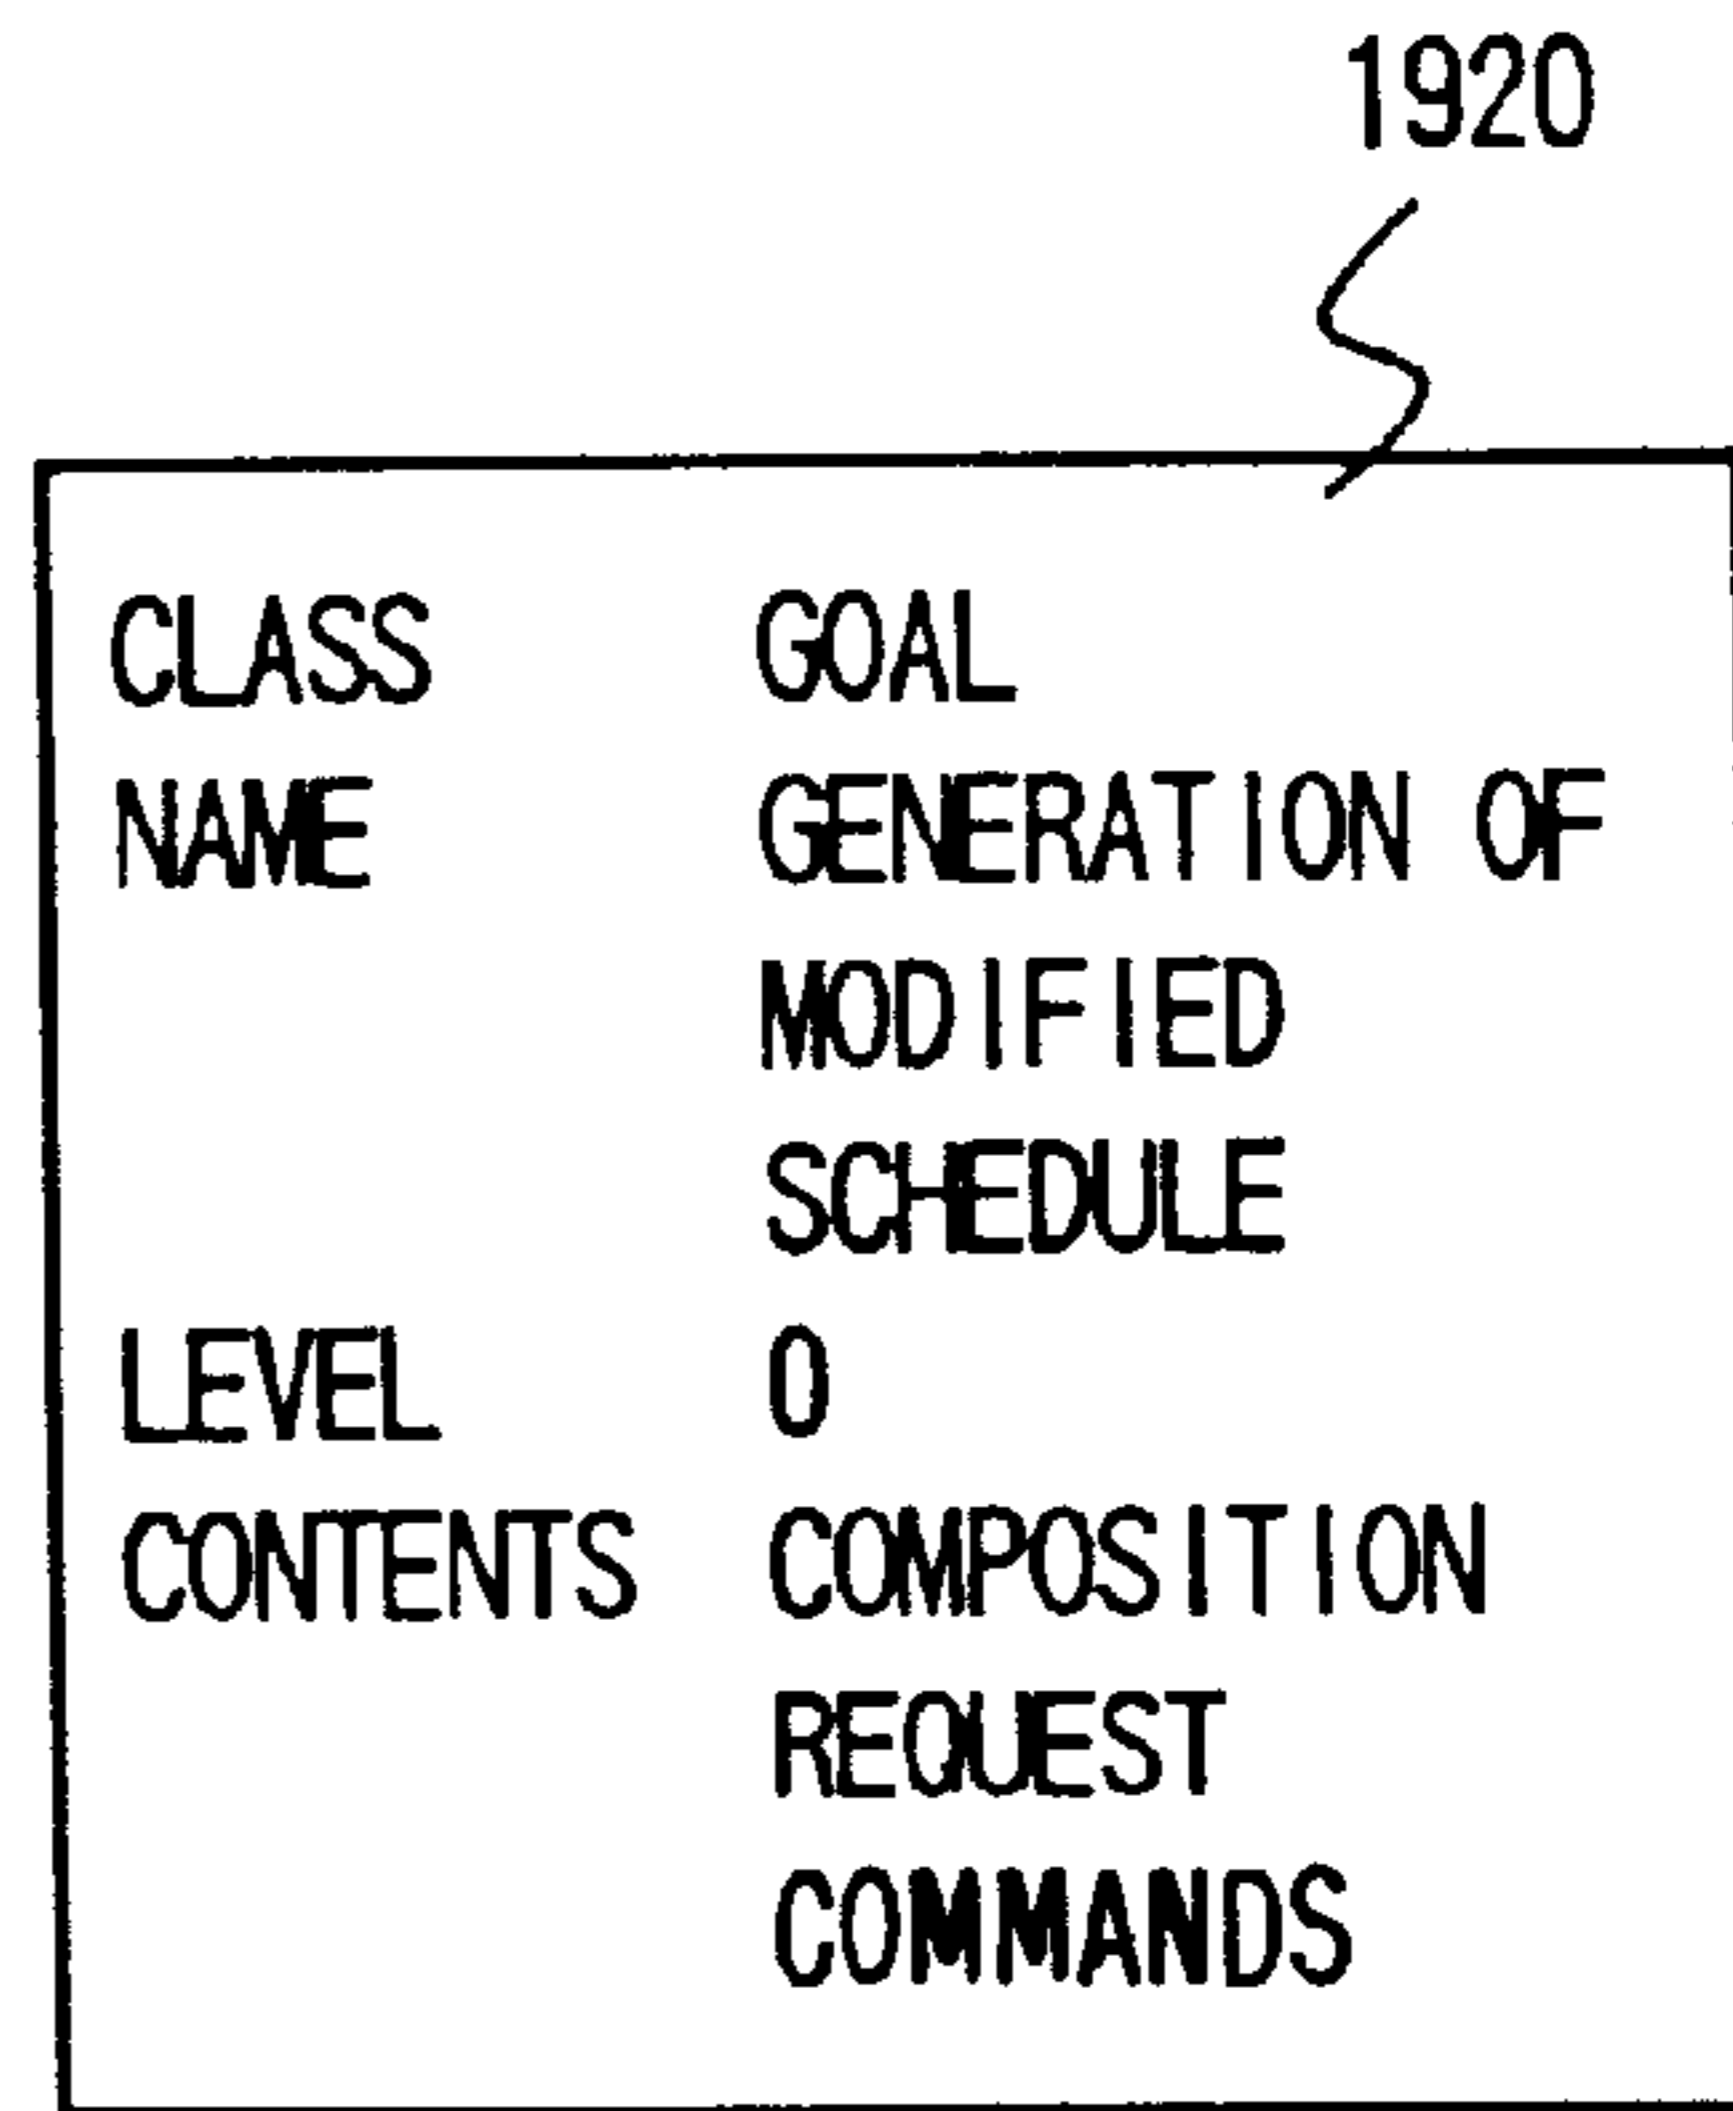 1920
CLASS GOAL
NAME GENERATION OF
MODIFIED
SCHEDULE
LEVEL 0
CONTENTS COMPOSITION
REQUEST
COMMANDS